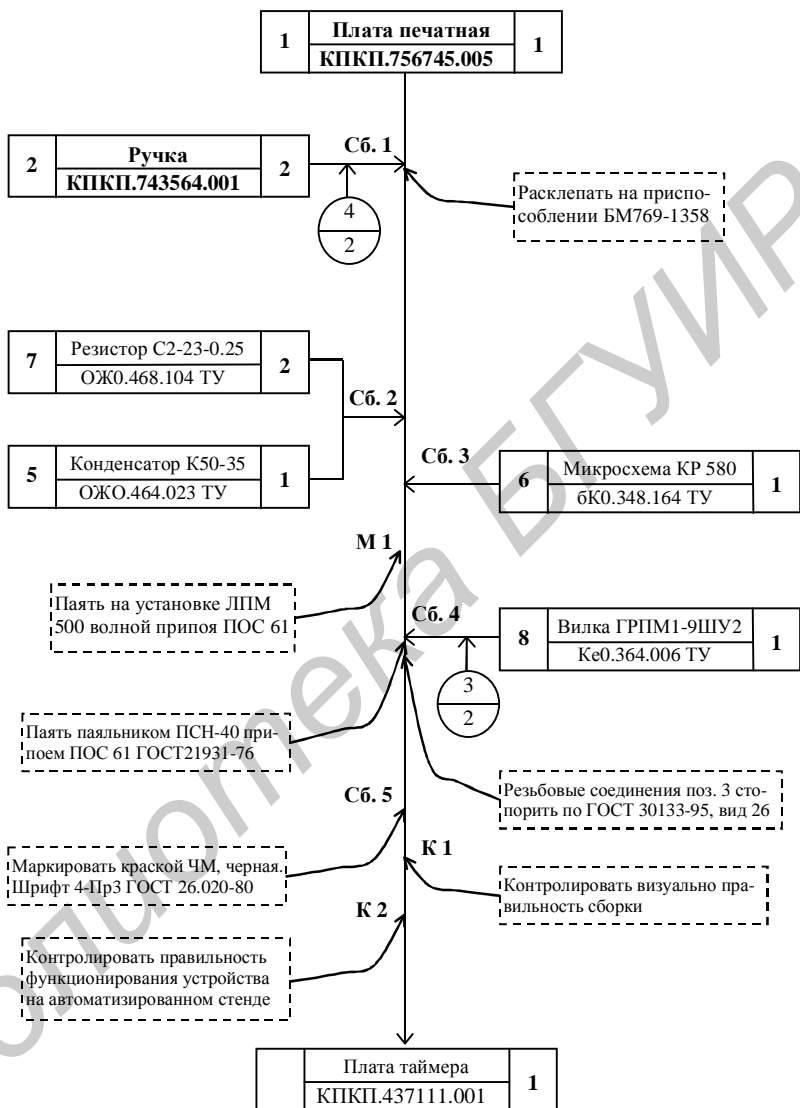 1
Плата печатная
КПКП.756745.005
1
2
Ручка
КПКП.743564.001
2
Сб. 1
4
2
Расклепать на приспо-
соблении БМ769-1358
7
Резистор С2-23-0.25
ОЖ0.468.104 ТУ
2
Сб. 2
5
Конденсатор К50-35
ОЖО.464.023 ТУ
1
Сб. 3
6
Микросхема КР 580
бК0.348.164 ТУ
1
М 1
Паять на установке ЛПМ
500 волной припоя ПОС 61
Сб. 4
8
Вилка ГРПМ1-9ШУ2
Ке0.364.006 ТУ
1
3
2
Паять паяльником ПСН-40 при-
поем ПОС 61 ГОСТ21931-76
Резьбовые соединения поз. 3 сто-
порить по ГОСТ 30133-95, вид 26
Сб. 5
Маркировать краской ЧМ, черная.
Шрифт 4-Пр3 ГОСТ 26.020-80
К 1
Контролировать визуально пра-
вильность сборки
К 2
Контролировать правильность
функционирования устройства
на автоматизированном стенде
Плата таймера
КПКП.437111.001
1
блиотека БГУИР